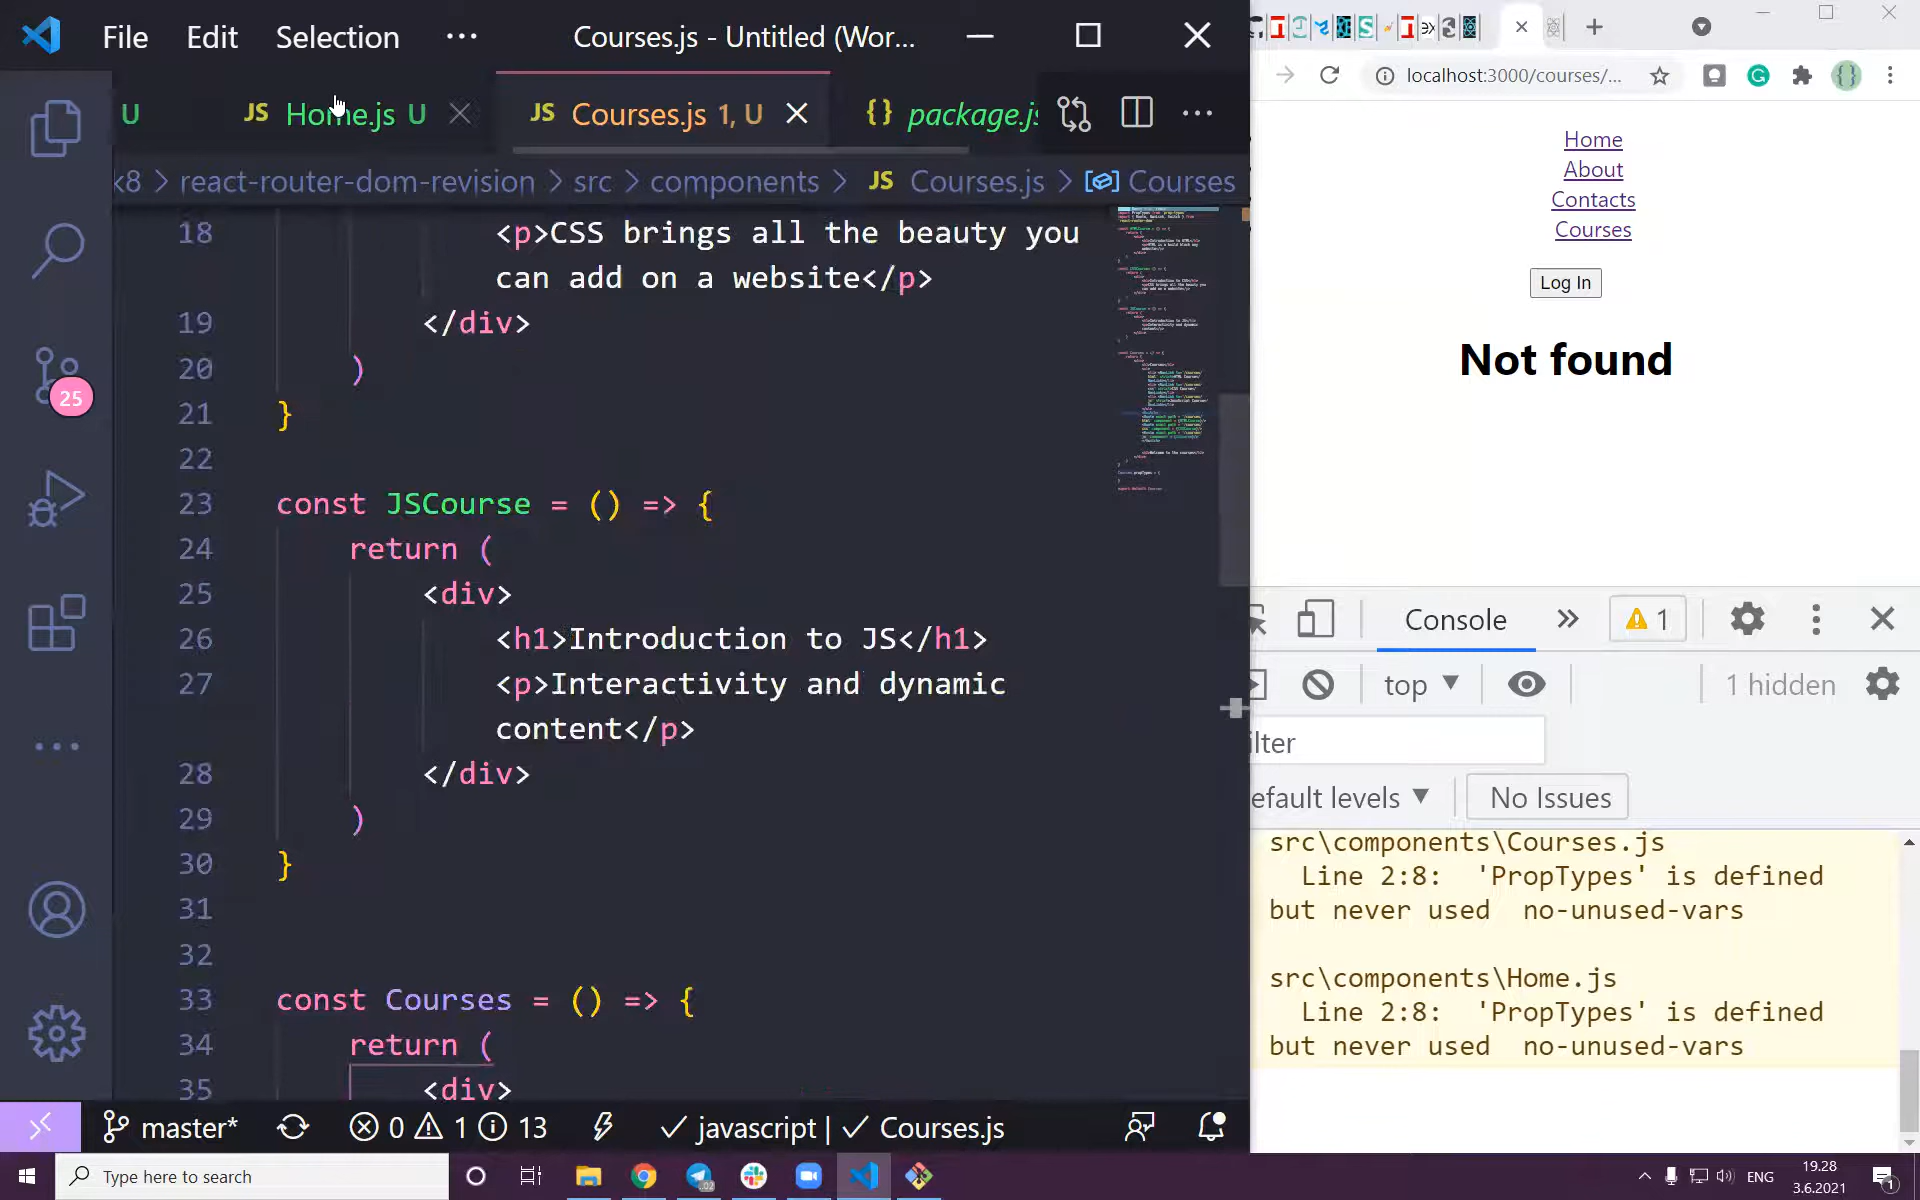 File Edit Selection ··· Courses.js - Untitled (Wor...
U JS Home.js U JS Courses.js 1, U {} package.js
k8 > react-router-dom-revision > src > components > JS Courses.js > Courses
18 <p>CSS brings all the beauty you
can add on a website</p>
19 </div>
20 )
21 }
22
23 const JSCourse = () => {
24 return (
25 <div>
26 <h1>Introduction to JS</h1>
27 <p>Interactivity and dynamic
content</p>
28 </div>
29 )
30 }
31
32
33 const Courses = () => {
34 return (
35 <div>
25
master* 0 1 13 javascript | Courses.js
localhost:3000/courses/...
Home
About
Contacts
Courses
Log In
Not found
Console 1
top 1 hidden
ilter
efault levels No Issues
src\components\Courses.js
Line 2:8: 'PropTypes' is defined
but never used no-unused-vars
src\components\Home.js
Line 2:8: 'PropTypes' is defined
but never used no-unused-vars
Type here to search
ENG
19.28
3.6.2021
1